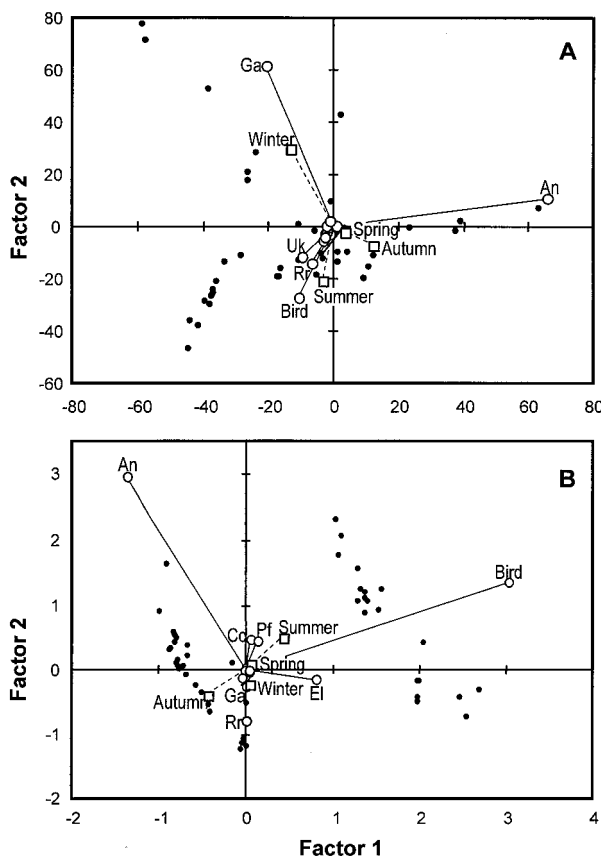 80
A
60
Ga
40
Winter
20
An
Factor 2
0
Spring
Uk
Autumn
-20
Rr
Summer
Bird
-40
-60
-80 -60 -40 -20 0 20 40 60 80
An
B
3
2
Bird
Factor 2
1
Co Pf Summer
Spring
0
Autumn Ga Winter El
Rr
-1
-2
-2 -1 0 1 2 3 4
Factor 1